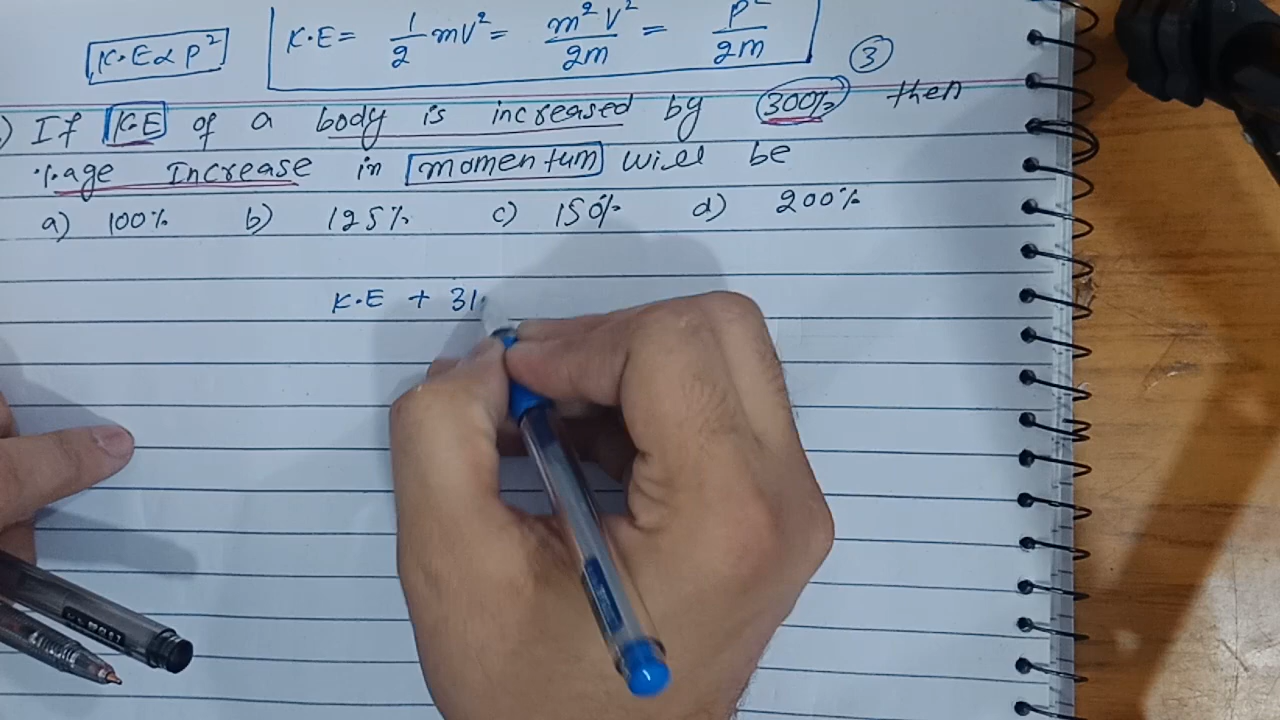 K.E = 1/2 mV² = m²V²/2m = P²/2m
K.E ∝ P²
3
) If K.E of a body is increased by 300% then
%age Increase in momentum will be
a) 100% b) 125% c) 150% d) 200%
K.E + 3